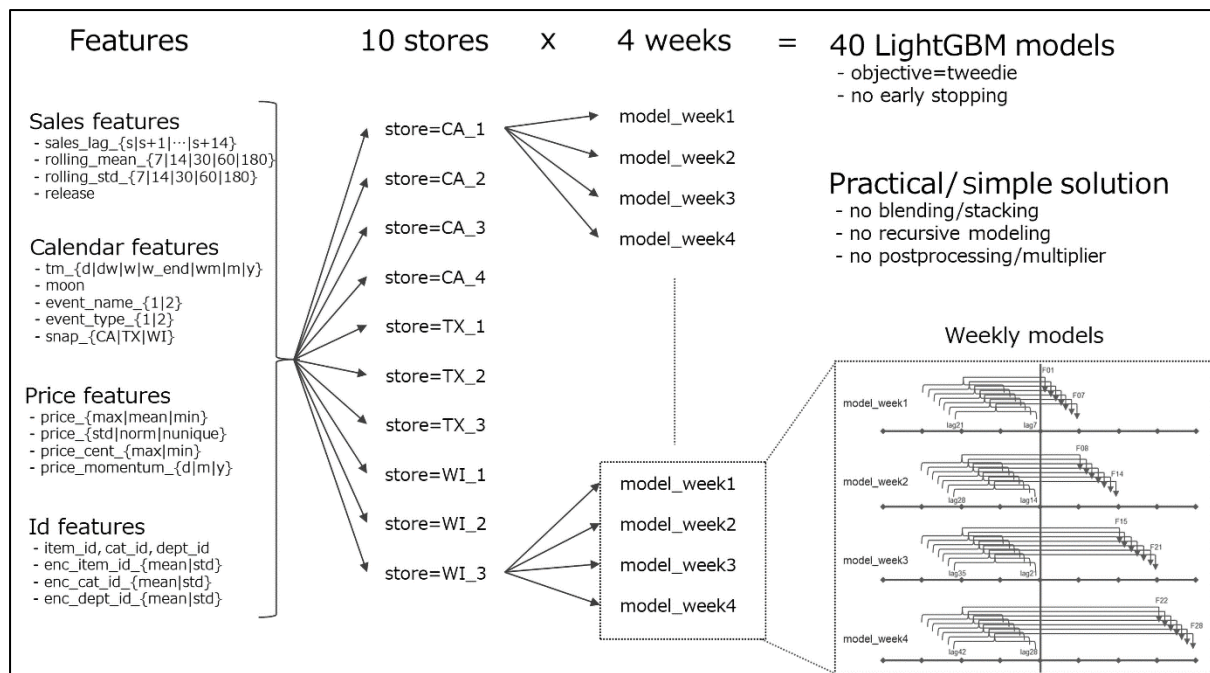 Features
10 stores x 4 weeks = 40 LightGBM models
- objective=tweedie
- no early stopping
Sales features
- sales_lag_{s|s+1|…|s+14}
- rolling_mean_{7|14|30|60|180}
- rolling_std_{7|14|30|60|180}
- release
Calendar features
- tm_{d|dw|w|w_end|wm|m|y}
- moon
- event_name_{1|2}
- event_type_{1|2}
- snap_{CA|TX|WI}
Price features
- price_{max|mean|min}
- price_{std|norm|nunique}
- price_cent_{max|min}
- price_momentum_{d|m|y}
Id features
- item_id, cat_id, dept_id
- enc_item_id_{mean|std}
- enc_cat_id_{mean|std}
- enc_dept_id_{mean|std}
store=CA_1
store=CA_2
store=CA_3
store=CA_4
store=TX_1
store=TX_2
store=TX_3
store=WI_1
store=WI_2
store=WI_3
model_week1
model_week2
model_week3
model_week4
model_week1
model_week2
model_week3
model_week4
Practical/simple solution
- no blending/stacking
- no recursive modeling
- no postprocessing/multiplier
Weekly models
F01
F07
model_week1
lag21 lag7
F08
F14
model_week2
lag28 lag14
F15
F21
model_week3
lag35 lag21
F22
F28
model_week4
lag42 lag28